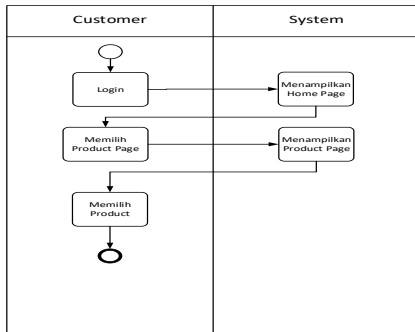 Customer
System
Login
Menampilkan
Home Page
Memilih
Product Page
Menampilkan
Product Page
Memilih
Product